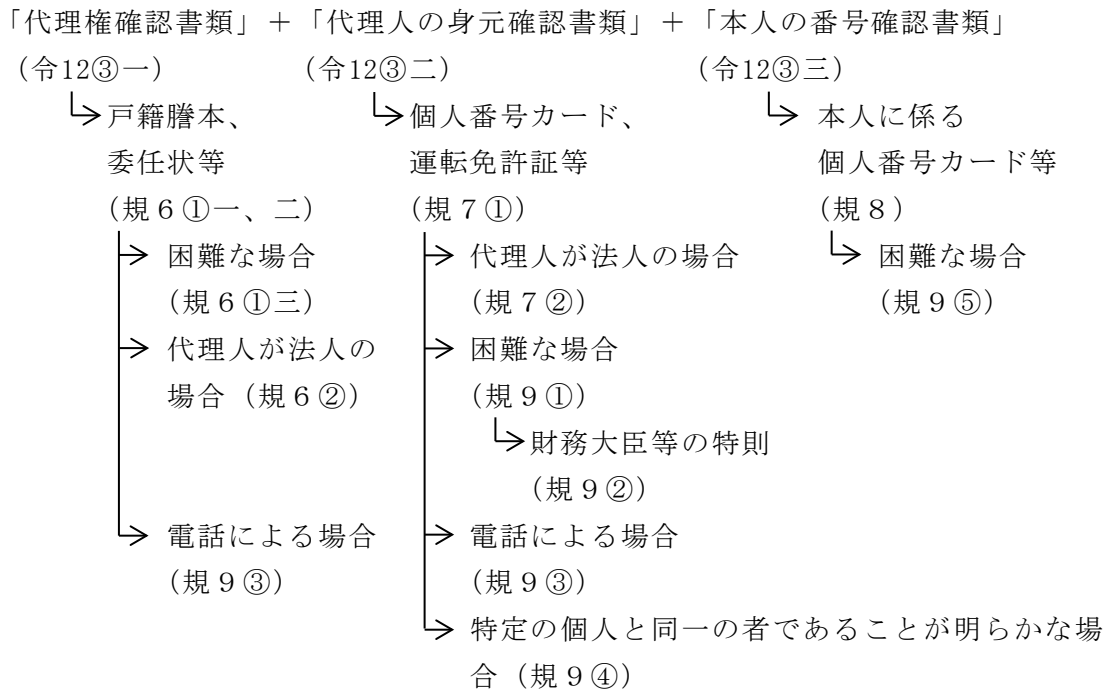 「代理権確認書類」＋「代理人の身元確認書類」＋「本人の番号確認書類」
（令12③一）
（令12③二）
（令12③三）
戸籍謄本、
委任状等
（規６①一、二）
困難な場合
（規６①三）
代理人が法人の
場合（規６②）
電話による場合
（規９③）
個人番号カード、
運転免許証等
（規７①）
代理人が法人の場合
（規７②）
困難な場合
（規９①）
財務大臣等の特則
（規９②）
電話による場合
（規９③）
特定の個人と同一の者であることが明らかな場
合（規９④）
本人に係る
個人番号カード等
（規８）
困難な場合
（規９⑤）